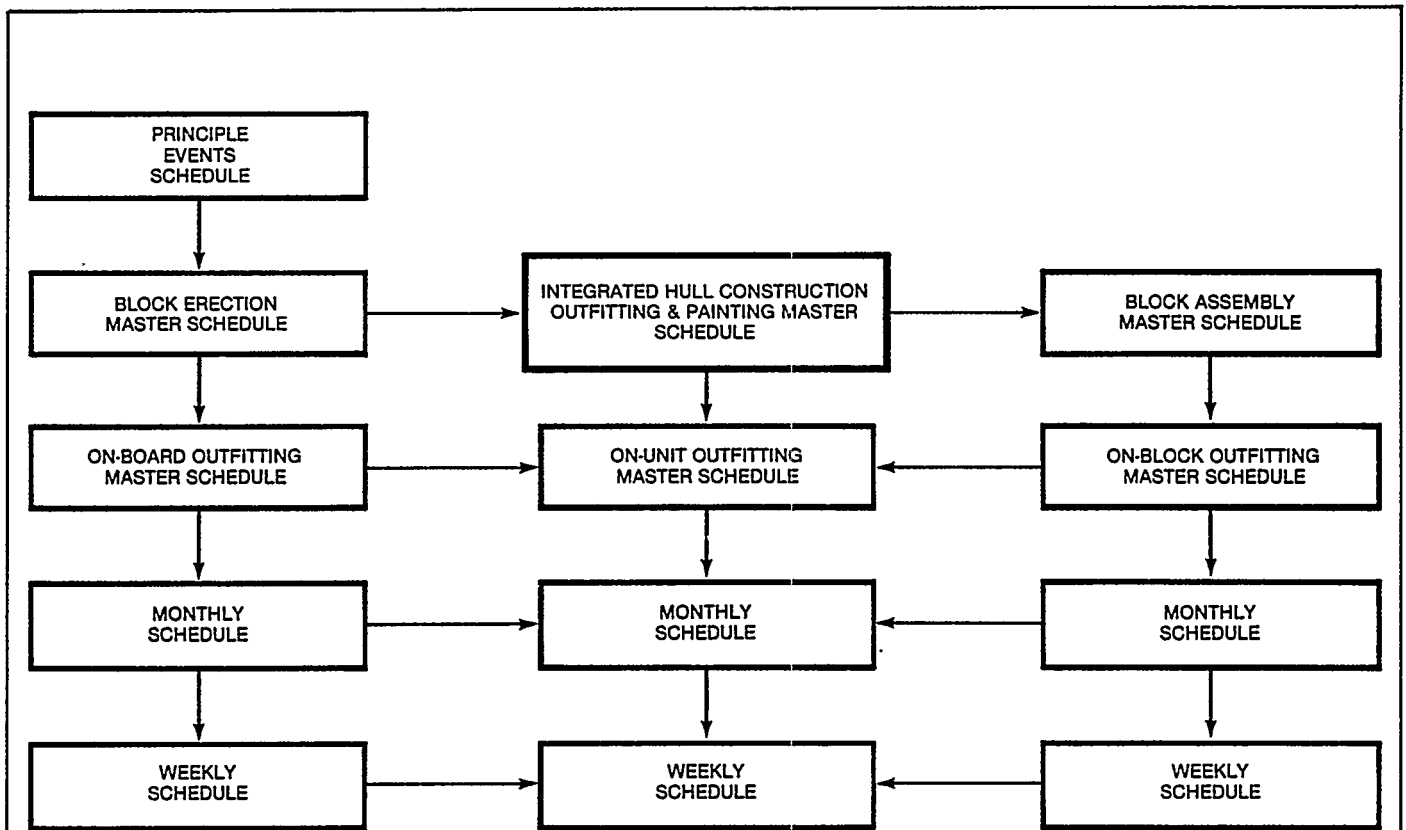 PRINCIPLE
EVENTS
SCHEDULE
BLOCK ERECTION
MASTER SCHEDULE
INTEGRATED HULL CONSTRUCTION
OUTFITTING & PAINTING MASTER
SCHEDULE
BLOCK ASSEMBLY
MASTER SCHEDULE
ON-BOARD OUTFITTING
MASTER SCHEDULE
ON-UNIT OUTFITTING
MASTER SCHEDULE
ON-BLOCK OUTFITTING
MASTER SCHEDULE
MONTHLY
SCHEDULE
MONTHLY
SCHEDULE
MONTHLY
SCHEDULE
WEEKLY
SCHEDULE
WEEKLY
SCHEDULE
WEEKLY
SCHEDULE